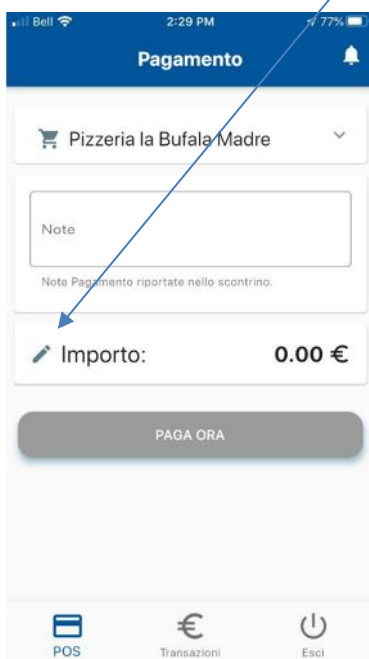 Bell 2:29 PM 77%
Pagamento
Pizzeria la Bufala Madre
Note
Note Pagamento riportate nello scontrino.
Importo: 0.00 €
PAGA ORA
€
POS Transazioni Esci